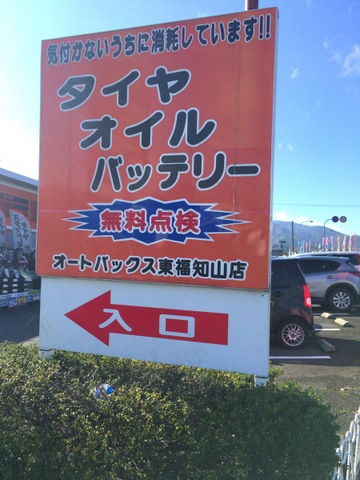 気付かないうちに消耗しています!!
タイヤ
オイル
バッテリー
無料点検
オートバックス東福知山店
入口